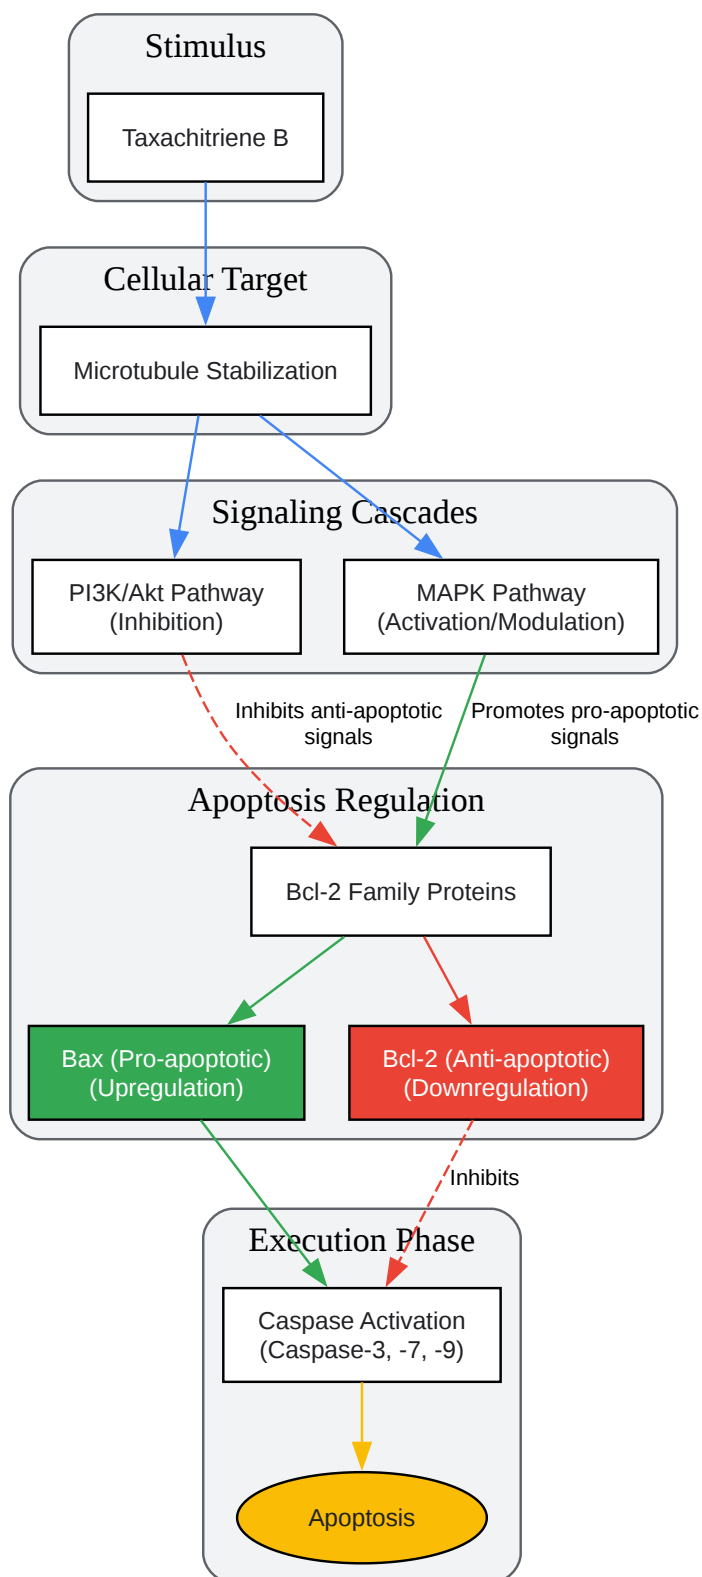 Stimulus
Taxachitriene B
Cellular Target
Microtubule Stabilization
Signaling Cascades
PI3K/Akt Pathway
(Inhibition)
MAPK Pathway
(Activation/Modulation)
Inhibits anti-apoptotic
signals
Promotes pro-apoptotic
signals
Apoptosis Regulation
Bcl-2 Family Proteins
Bax (Pro-apoptotic)
(Upregulation)
Bcl-2 (Anti-apoptotic)
(Downregulation)
Inhibits
Execution Phase
Caspase Activation
(Caspase-3, -7, -9)
Apoptosis